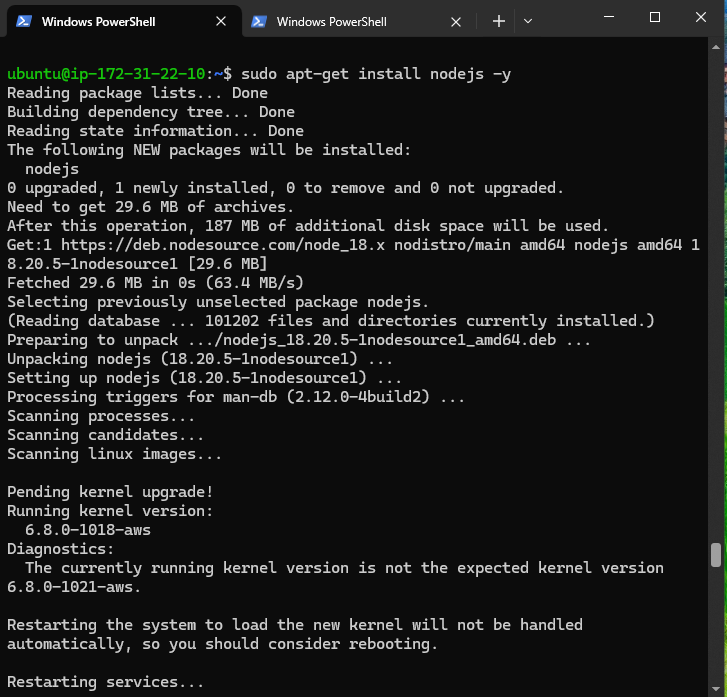 Windows PowerShell
Windows PowerShell
ubuntu@ip-172-31-22-10:~$ sudo apt-get install nodejs -y
Reading package lists... Done
Building dependency tree... Done
Reading state information... Done
The following NEW packages will be installed:
  nodejs
0 upgraded, 1 newly installed, 0 to remove and 0 not upgraded.
Need to get 29.6 MB of archives.
After this operation, 187 MB of additional disk space will be used.
Get:1 https://deb.nodesource.com/node_18.x nodistro/main amd64 nodejs amd64 1
8.20.5-1nodesource1 [29.6 MB]
Fetched 29.6 MB in 0s (63.4 MB/s)
Selecting previously unselected package nodejs.
(Reading database ... 101202 files and directories currently installed.)
Preparing to unpack .../nodejs_18.20.5-1nodesource1_amd64.deb ...
Unpacking nodejs (18.20.5-1nodesource1) ...
Setting up nodejs (18.20.5-1nodesource1) ...
Processing triggers for man-db (2.12.0-4build2) ...
Scanning processes...
Scanning candidates...
Scanning linux images...

Pending kernel upgrade!
Running kernel version:
  6.8.0-1018-aws
Diagnostics:
  The currently running kernel version is not the expected kernel version
6.8.0-1021-aws.

Restarting the system to load the new kernel will not be handled
automatically, so you should consider rebooting.

Restarting services...